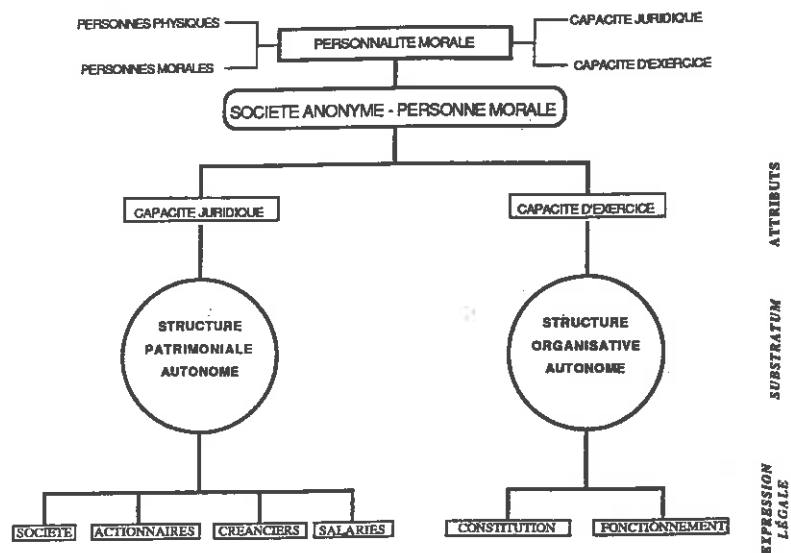 PERSONNES PHYSIQUES
CAPACITE JURIDIQUE
PERSONNALITE MORALE
PERSONNES MORALES
CAPACITE D'EXERCICE
SOCIETE ANONYME - PERSONNE MORALE
ATTRIBUTS
CAPACITE JURIDIQUE
CAPACITE D'EXERCICE
STRUCTURE
PATRIMONIALE
AUTONOME
STRUCTURE
ORGANISATIVE
AUTONOME
SUBSTRATUM
SOCIETE
ACTIONNAIRES
CREANCIERS
SALARIES
CONSTITUTION
FONCTIONNEMENT
EXPRESSION
LÉGALE